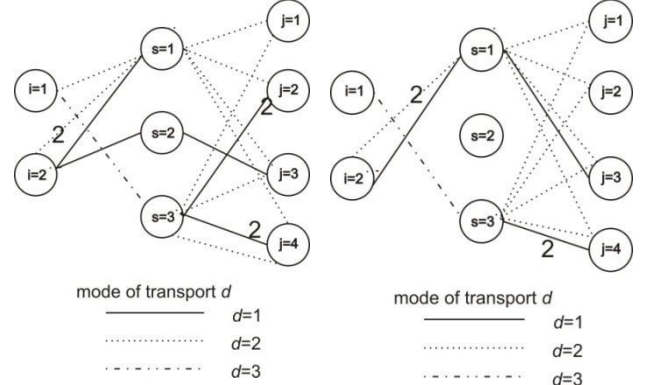 j=1
s=1
i=1
j=2
2
2
s=2
i=2
j=3
s=3
2
j=4
mode of transport d
d=1
d=2
d=3
j=1
s=1
i=1
2
j=2
s=2
i=2
j=3
s=3
2
j=4
mode of transport d
d=1
d=2
d=3